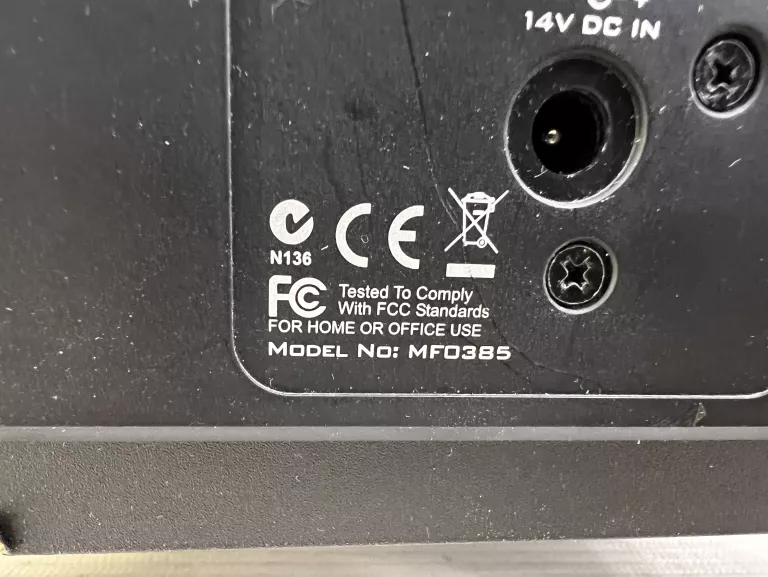 14V DC IN
N136
CE
FC Tested To Comply
With FCC Standards
FOR HOME OR OFFICE USE
MODEL NO: MF0385